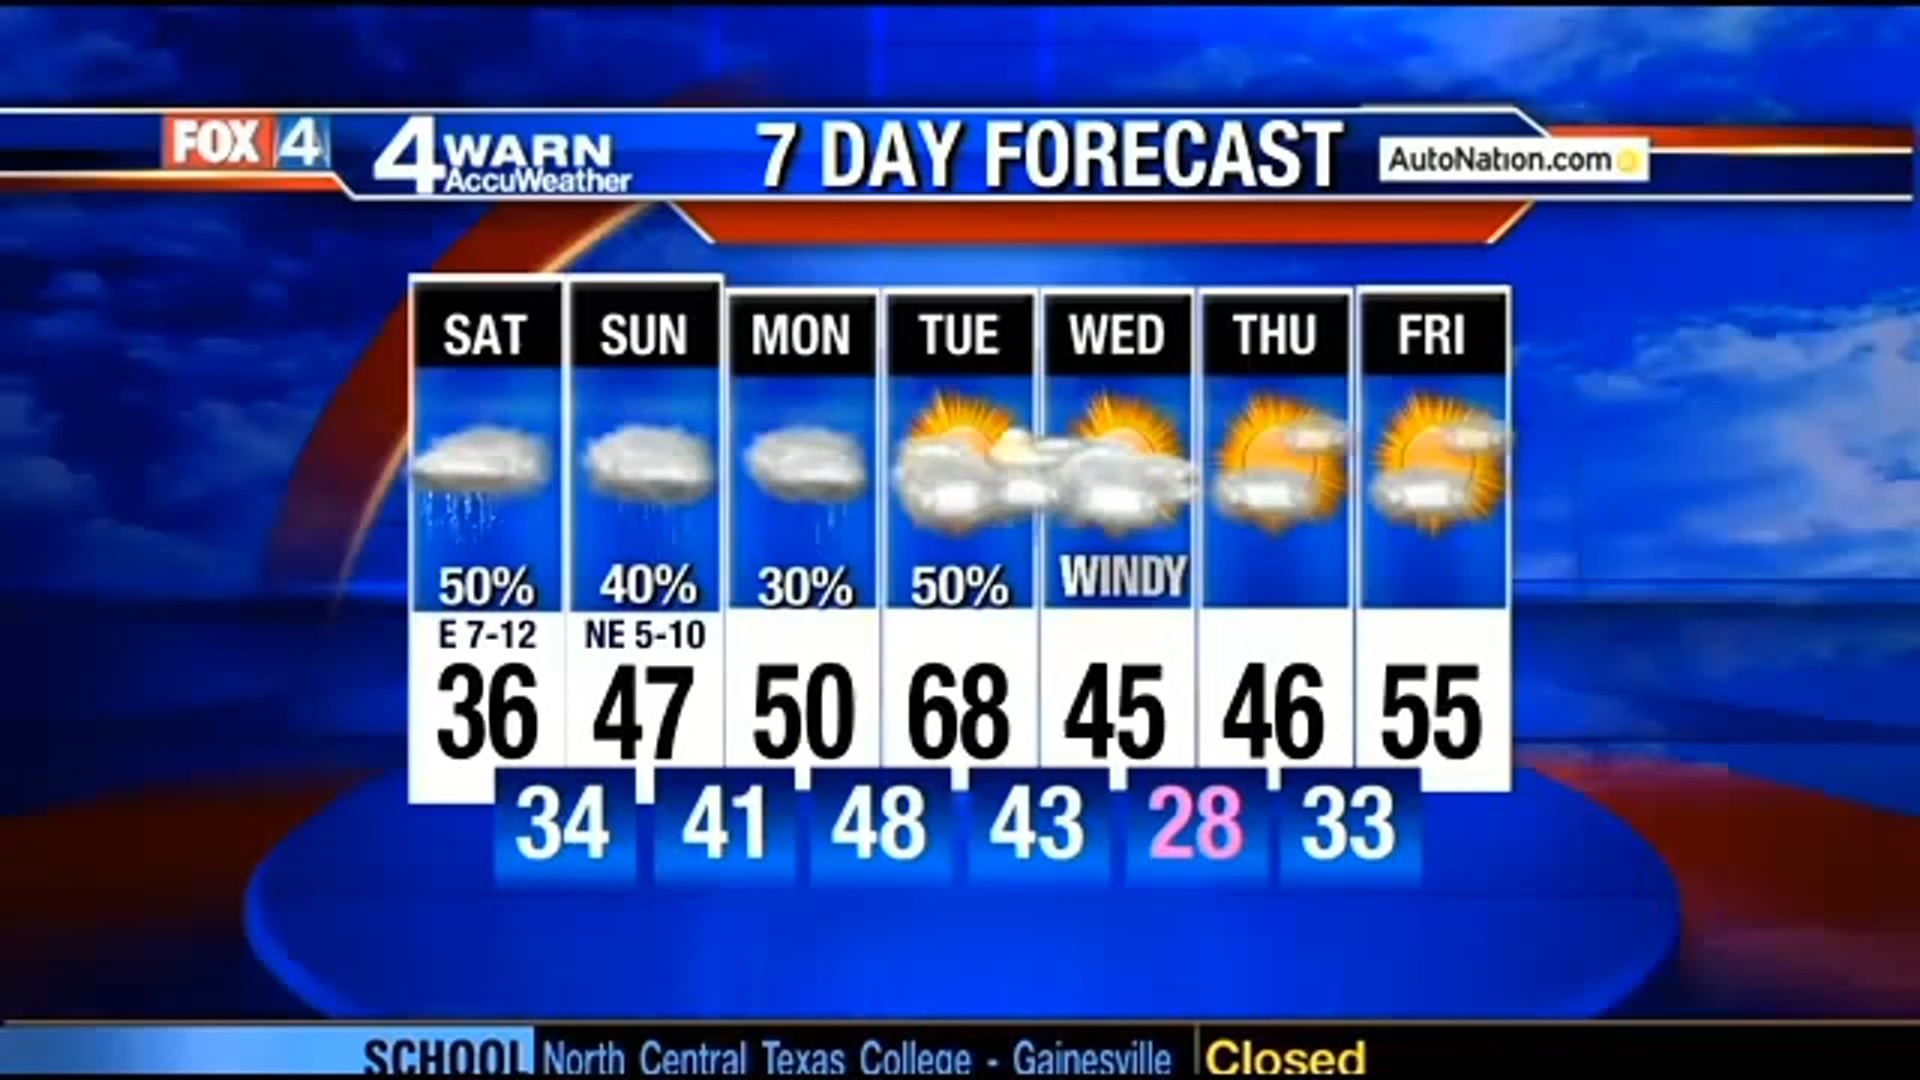 FOX 4
4 WARN
AccuWeather
7 DAY FORECAST
AutoNation.com
SAT SUN MON TUE WED THU FRI
50% 40% 30% 50% WINDY
E 7-12 NE 5-10
36 47 50 68 45 46 55
34 41 48 43 28 33
SCHOOL North Central Texas College - Gainesville Closed